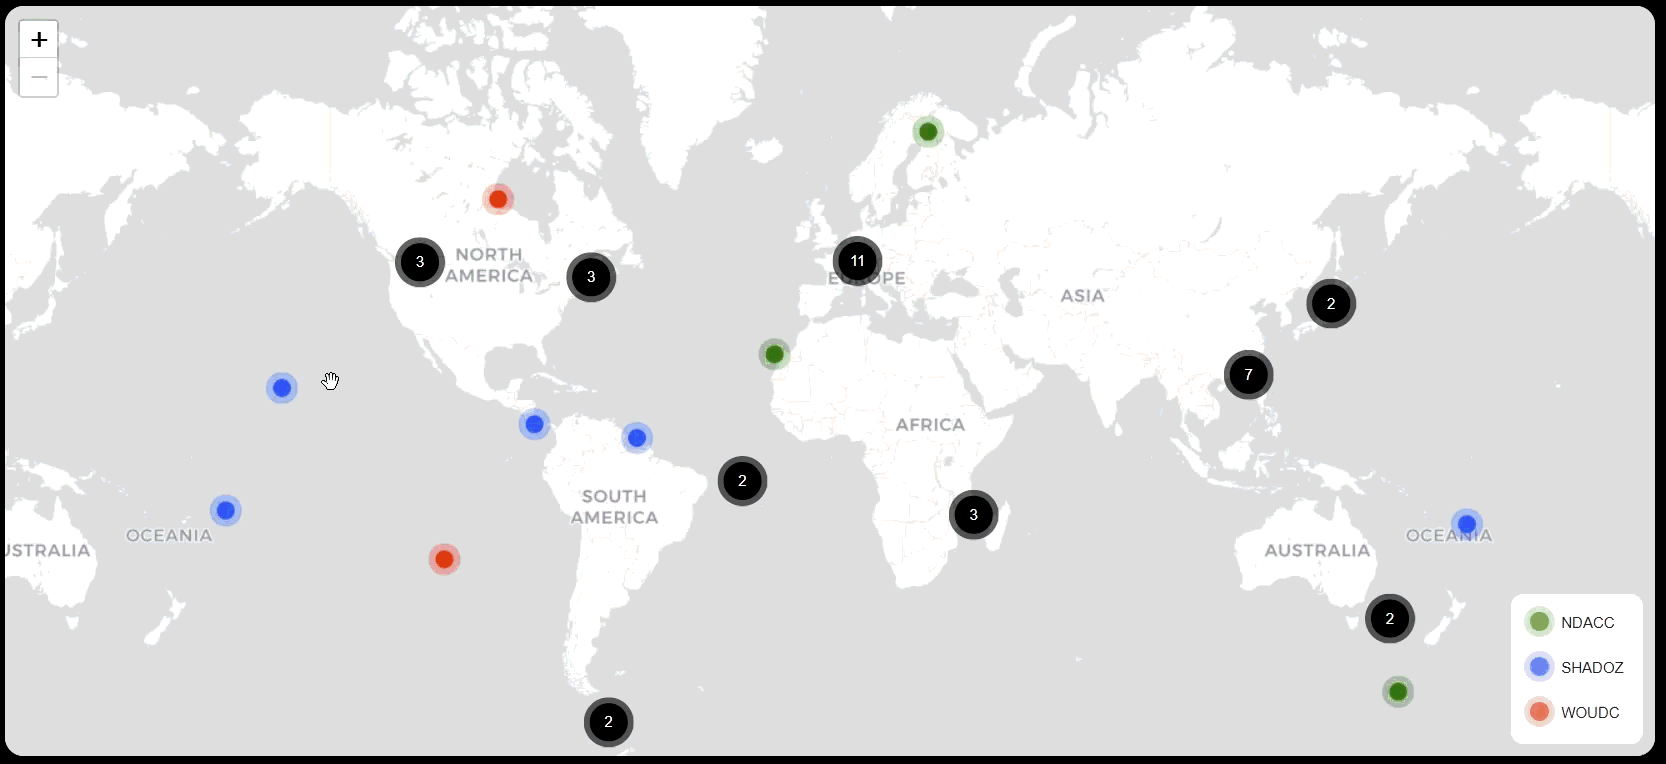 +
−
NORTH
AMERICA
3
3
11
EUROPE
ASIA
2
7
AFRICA
2
SOUTH
AMERICA
3
OCEANIA
OCEANIA
USTRALIA
AUSTRALIA
2
2
NDACC
SHADOZ
WOUDC